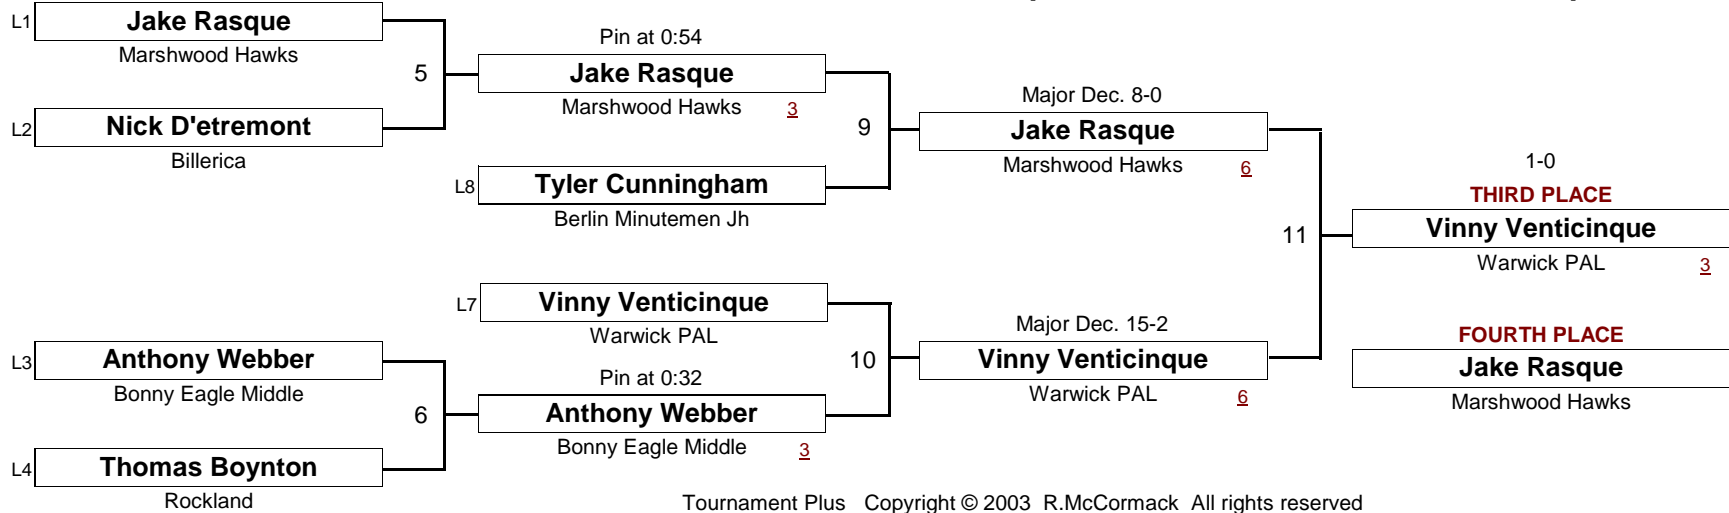 L1 Jake Rasque
Marshwood Hawks
5
L2 Nick D'etremont
Billerica
Pin at 0:54
Jake Rasque
Marshwood Hawks 3
9
L8 Tyler Cunningham
Berlin Minutemen Jh
Major Dec. 8-0
Jake Rasque
Marshwood Hawks 6
11
1-0
THIRD PLACE
Vinny Venticinque
Warwick PAL 3
L7 Vinny Venticinque
Warwick PAL
10
L3 Anthony Webber
Bonny Eagle Middle
6
L4 Thomas Boynton
Rockland
Pin at 0:32
Anthony Webber
Bonny Eagle Middle 3
Major Dec. 15-2
Vinny Venticinque
Warwick PAL 6
FOURTH PLACE
Jake Rasque
Marshwood Hawks
Tournament Plus Copyright © 2003 R.McCormack All rights reserved